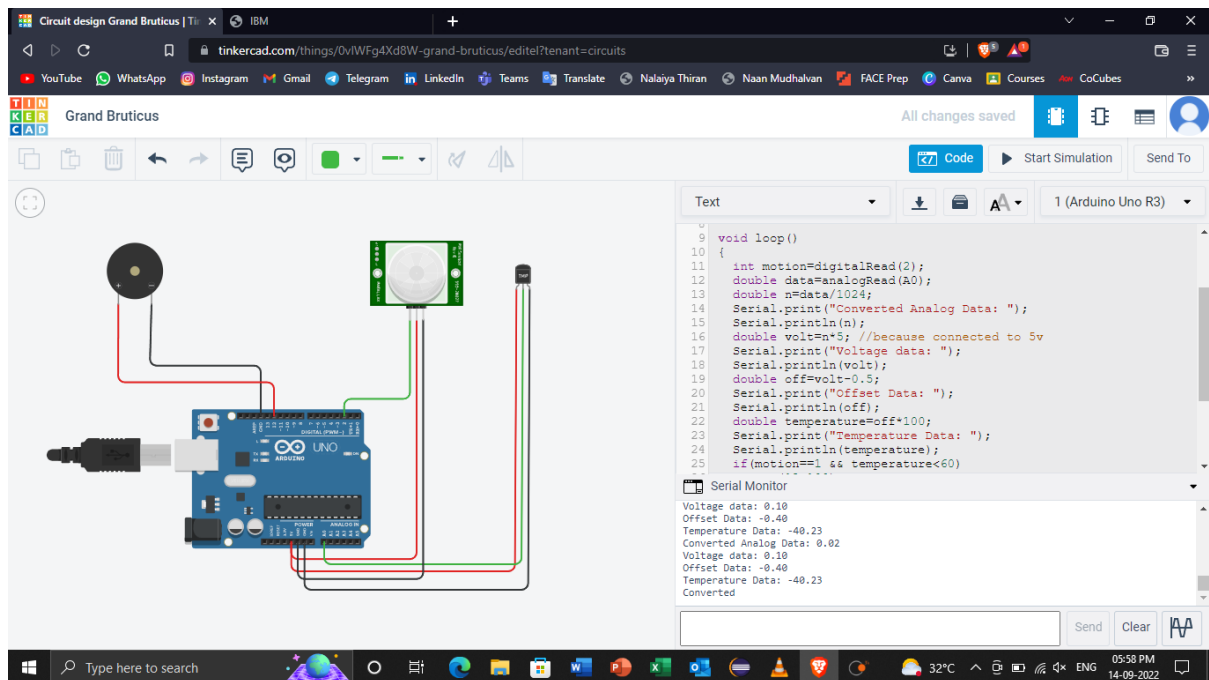 Circuit design Grand Bruticus | Tin
IBM
tinkercad.com/things/0vIWFg4Xd8W-grand-bruticus/editel?tenant=circuits
YouTube WhatsApp Instagram Gmail Telegram LinkedIn Teams Translate Nalaiya Thiran Naan Mudhalvan FACE Prep Canva Courses CoCubes »
TIN
KER
CAD
Grand Bruticus
All changes saved
Code
Start Simulation
Send To
Text
1 (Arduino Uno R3)
9 void loop()
10 {
11 int motion=digitalRead(2);
12 double data=analogRead(A0);
13 double n=data/1024;
14 Serial.print("Converted Analog Data: ");
15 Serial.println(n);
16 double volt=n*5; //because connected to 5v
17 Serial.print("Voltage data: ");
18 Serial.println(volt);
19 double off=volt-0.5;
20 Serial.print("Offset Data: ");
21 Serial.println(off);
22 double temperature=off*100;
23 Serial.print("Temperature Data: ");
24 Serial.println(temperature);
25 if(motion==1 && temperature<60)
Serial Monitor
Voltage data: 0.10
Offset Data: -0.40
Temperature Data: -40.23
Converted Analog Data: 0.02
Voltage data: 0.10
Offset Data: -0.40
Temperature Data: -40.23
Converted
Send
Clear
TMP
DIGITAL (PWM~)
UNO
ARDUINO
POWER
ANALOG IN
Type here to search
32°C
ENG
05:58 PM
14-09-2022